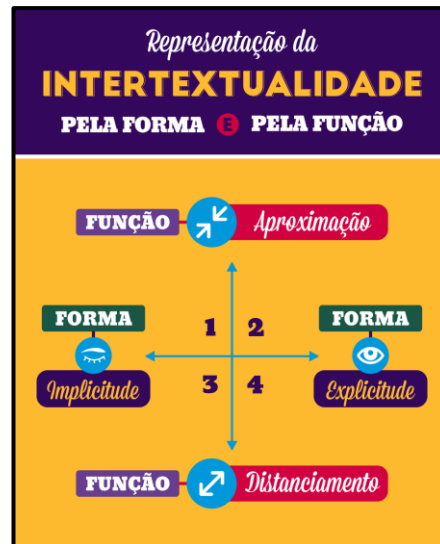 Representação da
INTERTEXTUALIDADE
PELA FORMA E PELA FUNÇÃO
FUNÇÃO Aproximação
FORMA FORMA
1 2
Implicitude 3 4 Explicitude
FUNÇÃO Distanciamento